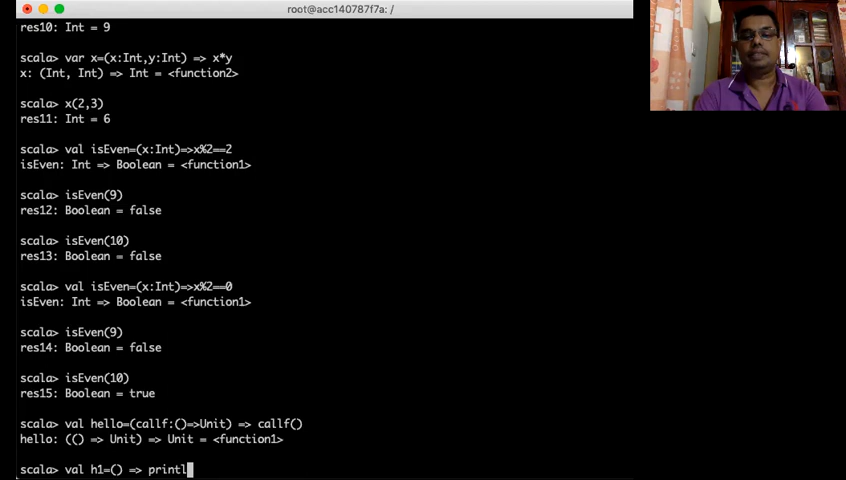 root@acc140787f7a: /
res10: Int = 9
scala> var x=(x:Int,y:Int) => x*y
x: (Int, Int) => Int = <function2>
scala> x(2,3)
res11: Int = 6
scala> val isEven=(x:Int)=>x%2==2
isEven: Int => Boolean = <function1>
scala> isEven(9)
res12: Boolean = false
scala> isEven(10)
res13: Boolean = false
scala> val isEven=(x:Int)=>x%2==0
isEven: Int => Boolean = <function1>
scala> isEven(9)
res14: Boolean = false
scala> isEven(10)
res15: Boolean = true
scala> val hello=(callf:()=>Unit) => callf()
hello: (() => Unit) => Unit = <function1>
scala> val h1=() => printl